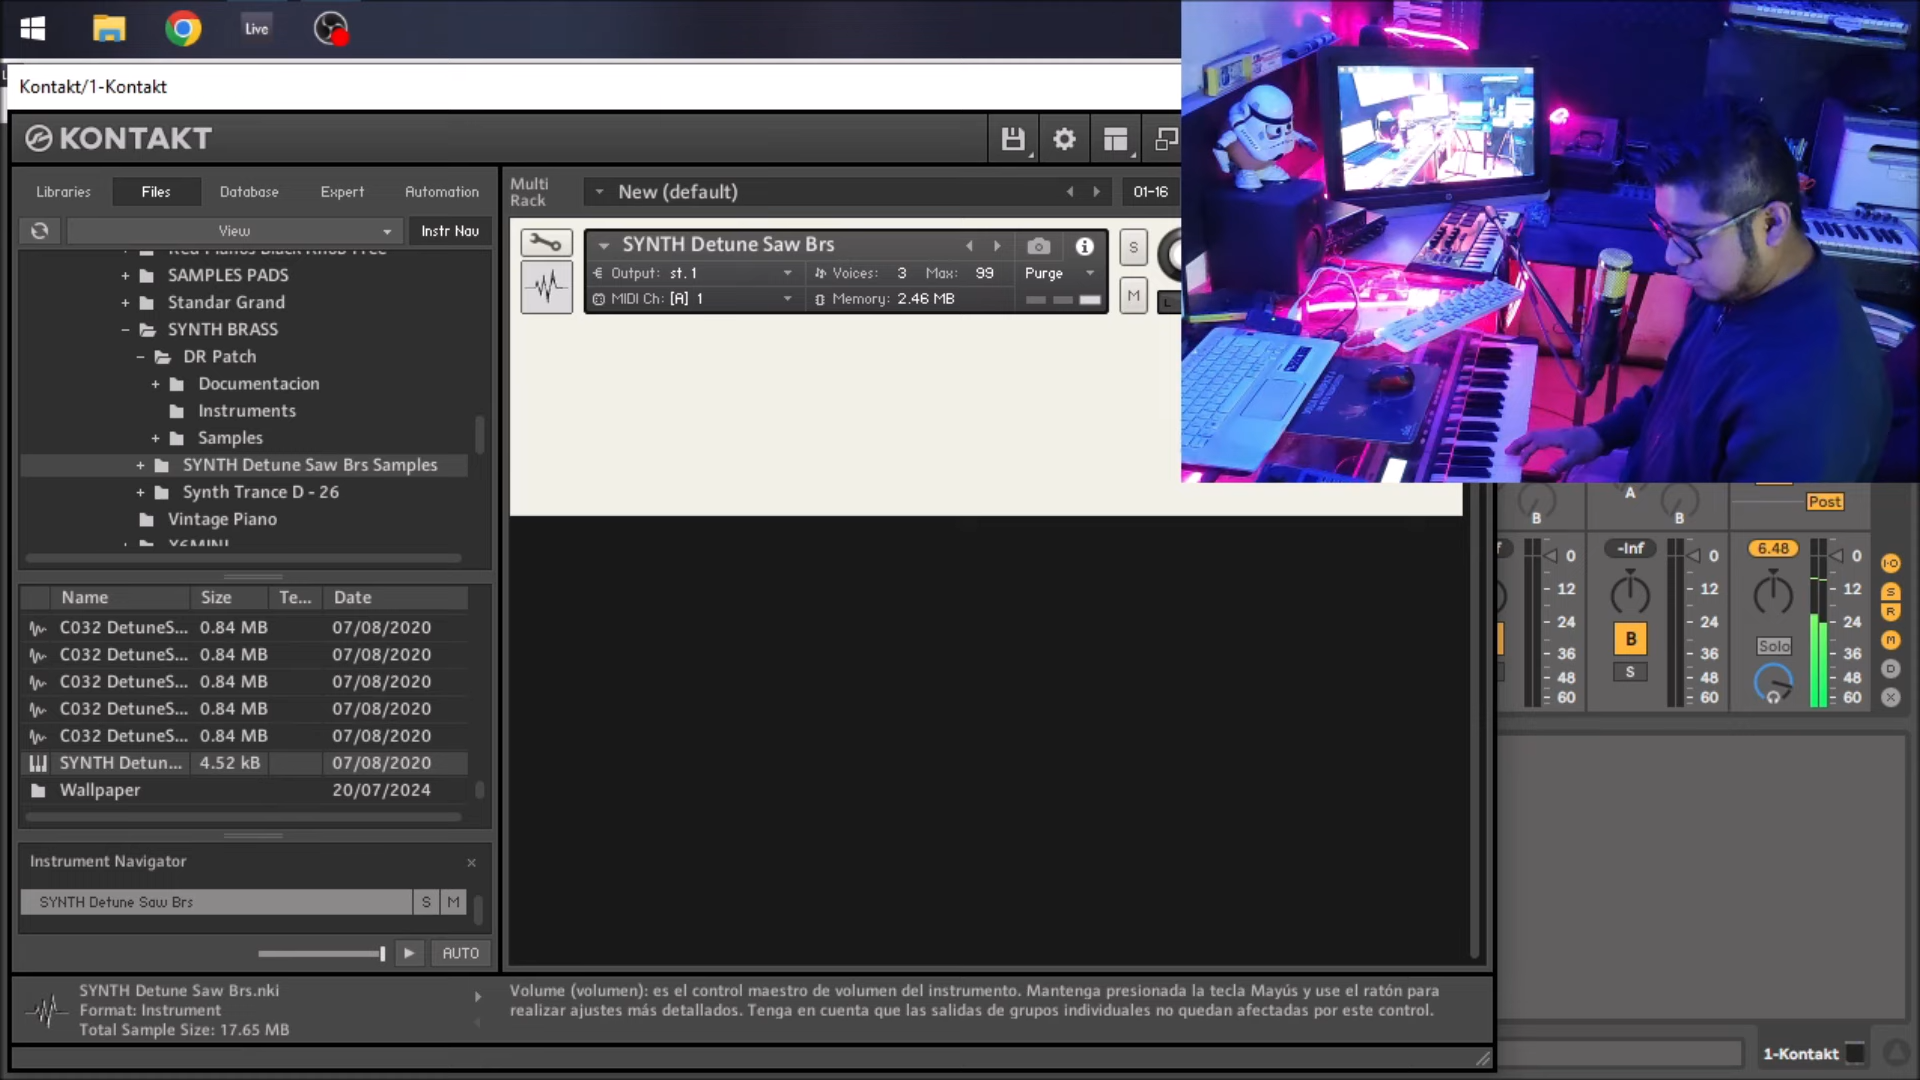 Live
Kontakt/1-Kontakt
KONTAKT
Libraries Files Database Expert Automation
Multi Rack
New (default)
01-16
View
Instr Nav
SAMPLES PADS
Standar Grand
SYNTH BRASS
DR Patch
Documentacion
Instruments
Samples
SYNTH Detune Saw Brs Samples
Synth Trance D - 26
Vintage Piano
X6MINI
SYNTH Detune Saw Brs
Output: st.1 Voices: 3 Max: 99 Purge
MIDI Ch: [A] 1 Memory: 2.46 MB
S
M
L
Name Size Te... Date
C032 DetuneS... 0.84 MB 07/08/2020
C032 DetuneS... 0.84 MB 07/08/2020
C032 DetuneS... 0.84 MB 07/08/2020
C032 DetuneS... 0.84 MB 07/08/2020
C032 DetuneS... 0.84 MB 07/08/2020
SYNTH Detun... 4.52 kB 07/08/2020
Wallpaper 20/07/2024
Instrument Navigator
SYNTH Detune Saw Brs S M
AUTO
SYNTH Detune Saw Brs.nki
Format: Instrument
Total Sample Size: 17.65 MB
Volume (volumen): es el control maestro de volumen del instrumento. Mantenga presionada la tecla Mayús y use el ratón para
realizar ajustes más detallados. Tenga en cuenta que las salidas de grupos individuales no quedan afectadas por este control.
A Post
B B
0 -Inf 0 6.48 0
12 12 12
24 24 24
36 B 36 Solo 36
48 S 48 48
60 60 60
I·O
S
R
M
D
X
1-Kontakt